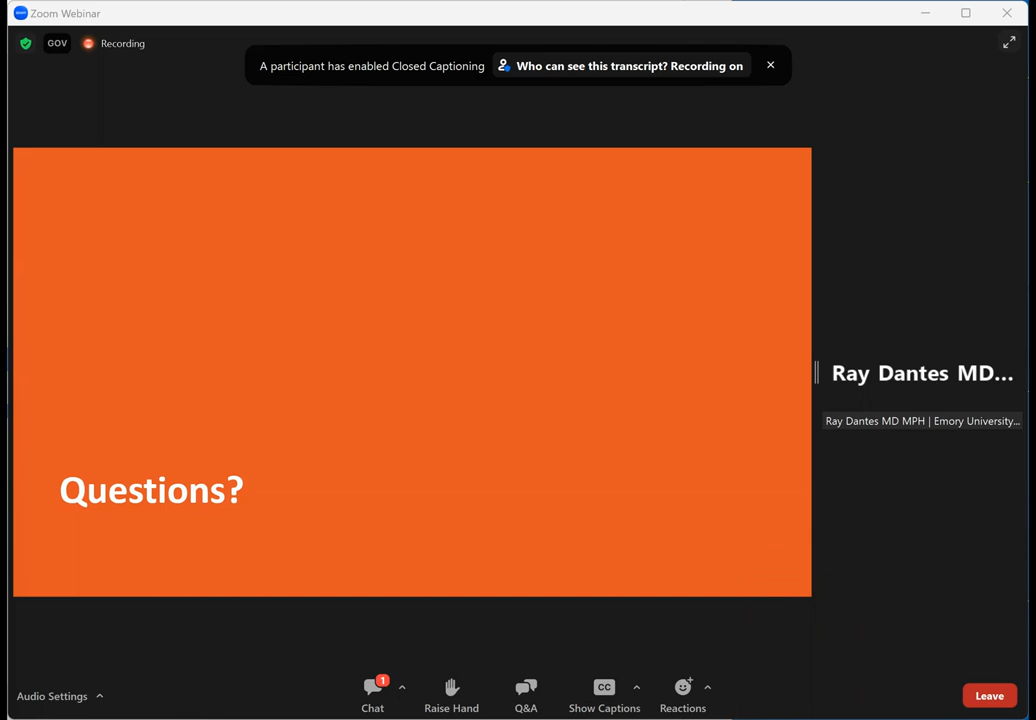 Zoom Webinar
GOV
Recording
A participant has enabled Closed Captioning
Who can see this transcript? Recording on
Ray Dantes MD...
Ray Dantes MD MPH | Emory University...
Questions?
Audio Settings
1
Chat
Raise Hand
Q&A
CC
Show Captions
Reactions
Leave